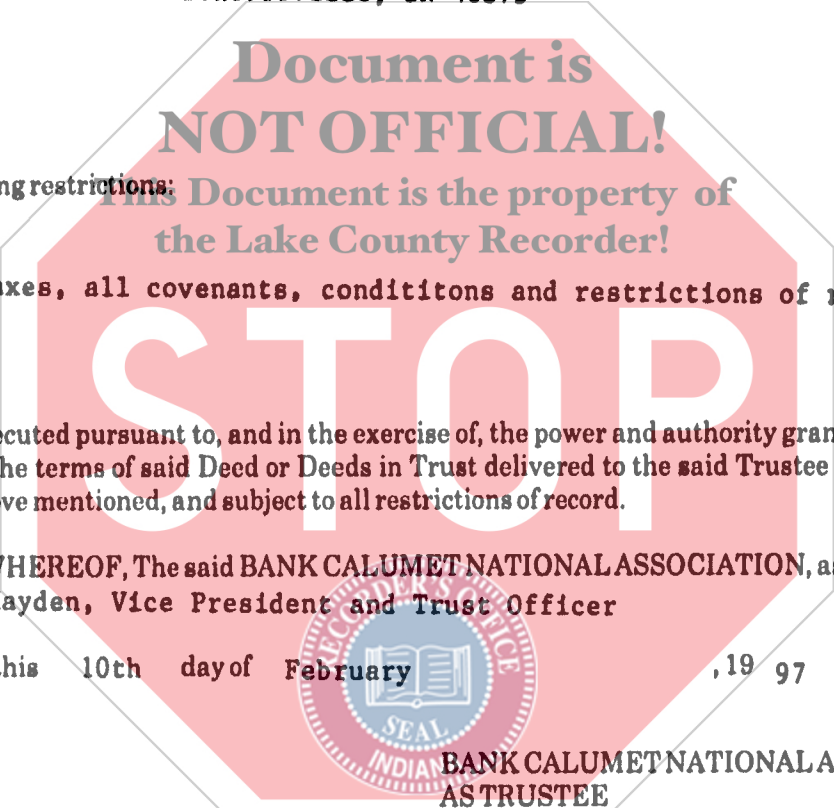 Document is
NOT OFFICIAL!
ng restrictions:
This Document is the property of
the Lake County Recorder!
axes, all covenants, condititons and restrictions of
STOP
ecuted pursuant to, and in the exercise of, the power and authority gran
he terms of said Deed or Deeds in Trust delivered to the said Trustee
ve mentioned, and subject to all restrictions of record.
WHEREOF, The said BANK CALUMET NATIONAL ASSOCIATION, as
ayden, Vice President and Trust Officer
RECORDER'S OFFICE
his 10th day of February , 19 97
SEAL
INDIANA
BANK CALUMET NATIONAL A
AS TRUSTEE